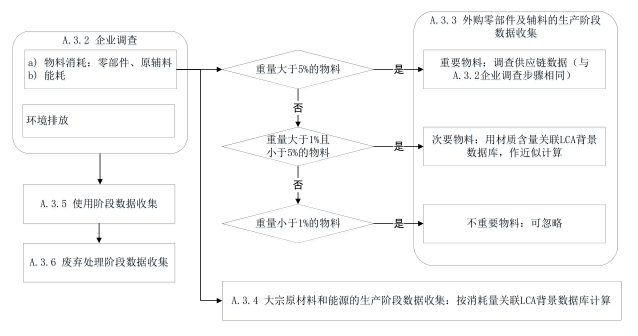 A.3.2 企业调查
a) 物料消耗：零部件、原辅料
b) 能耗
环境排放
A.3.5 使用阶段数据收集
A.3.6 废弃处理阶段数据收集
重量大于5%的物料
是
否
重量大于1%且
小于5%的物料
是
否
重量小于1%的物料
是
A.3.3 外购零部件及辅料的生产阶段
数据收集
重要物料：调查供应链数据（与
A.3.2企业调查步骤相同）
次要物料：用材质含量关联LCA背景
数据库，作近似计算
不重要物料：可忽略
A.3.4 大宗原材料和能源的生产阶段数据收集：按消耗量关联LCA背景数据库计算